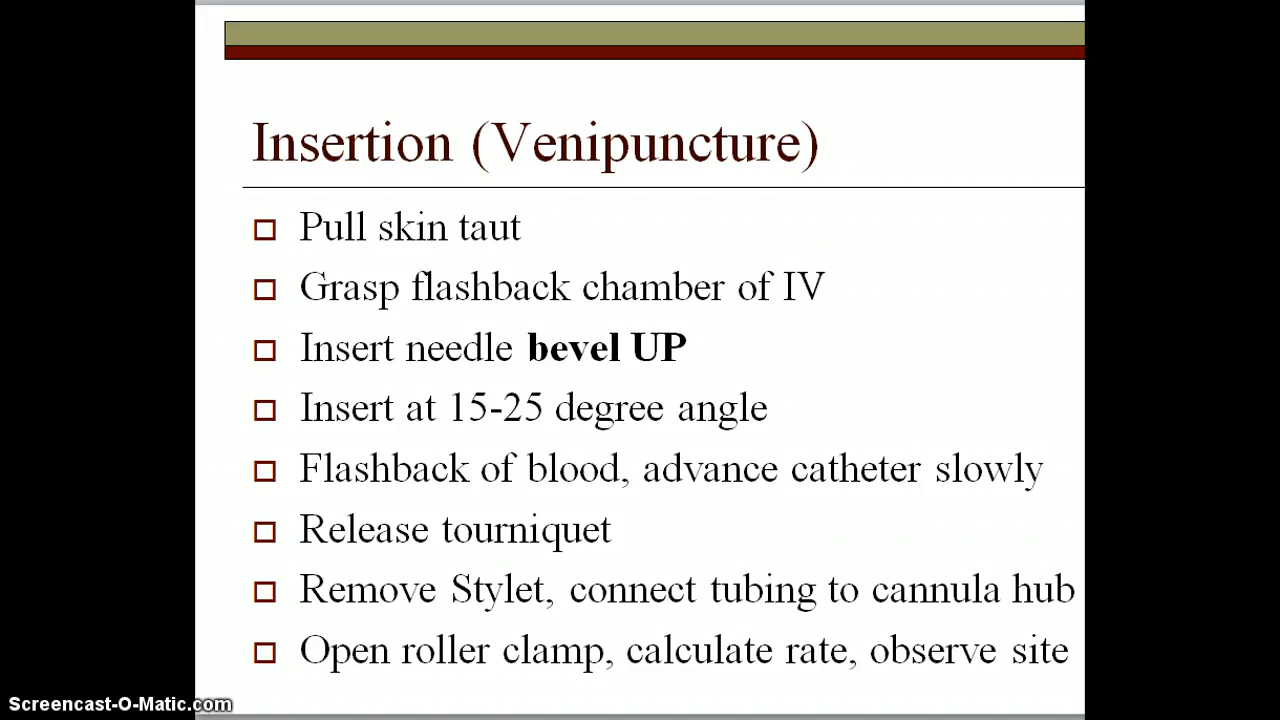 Insertion (Venipuncture)
Pull skin taut
Grasp flashback chamber of IV
Insert needle bevel UP
Insert at 15-25 degree angle
Flashback of blood, advance catheter slowly
Release tourniquet
Remove Stylet, connect tubing to cannula hub
Open roller clamp, calculate rate, observe site
Screencast-O-Matic.com